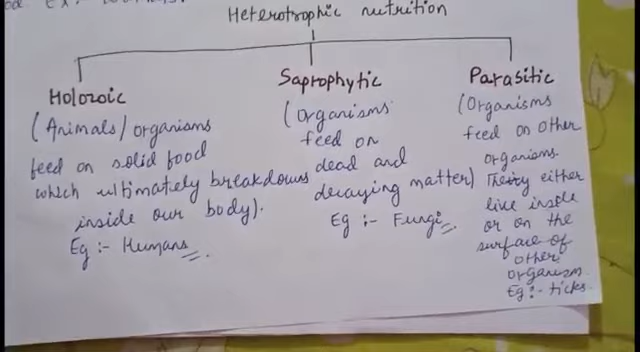 Ex:-
Heterotrophic nutrition
Holozoic
(Animals/organisms
feed on solid food
which ultimately breakdowns
inside our body).
Eg :- Humans
Saprophytic
(Organisms
feed on
dead and
decaying matter)
Eg :- Fungi
Parasitic
(Organisms
feed on other
organisms.
They either
live inside
or on the
surface of
other
organism
Eg :- ticks.